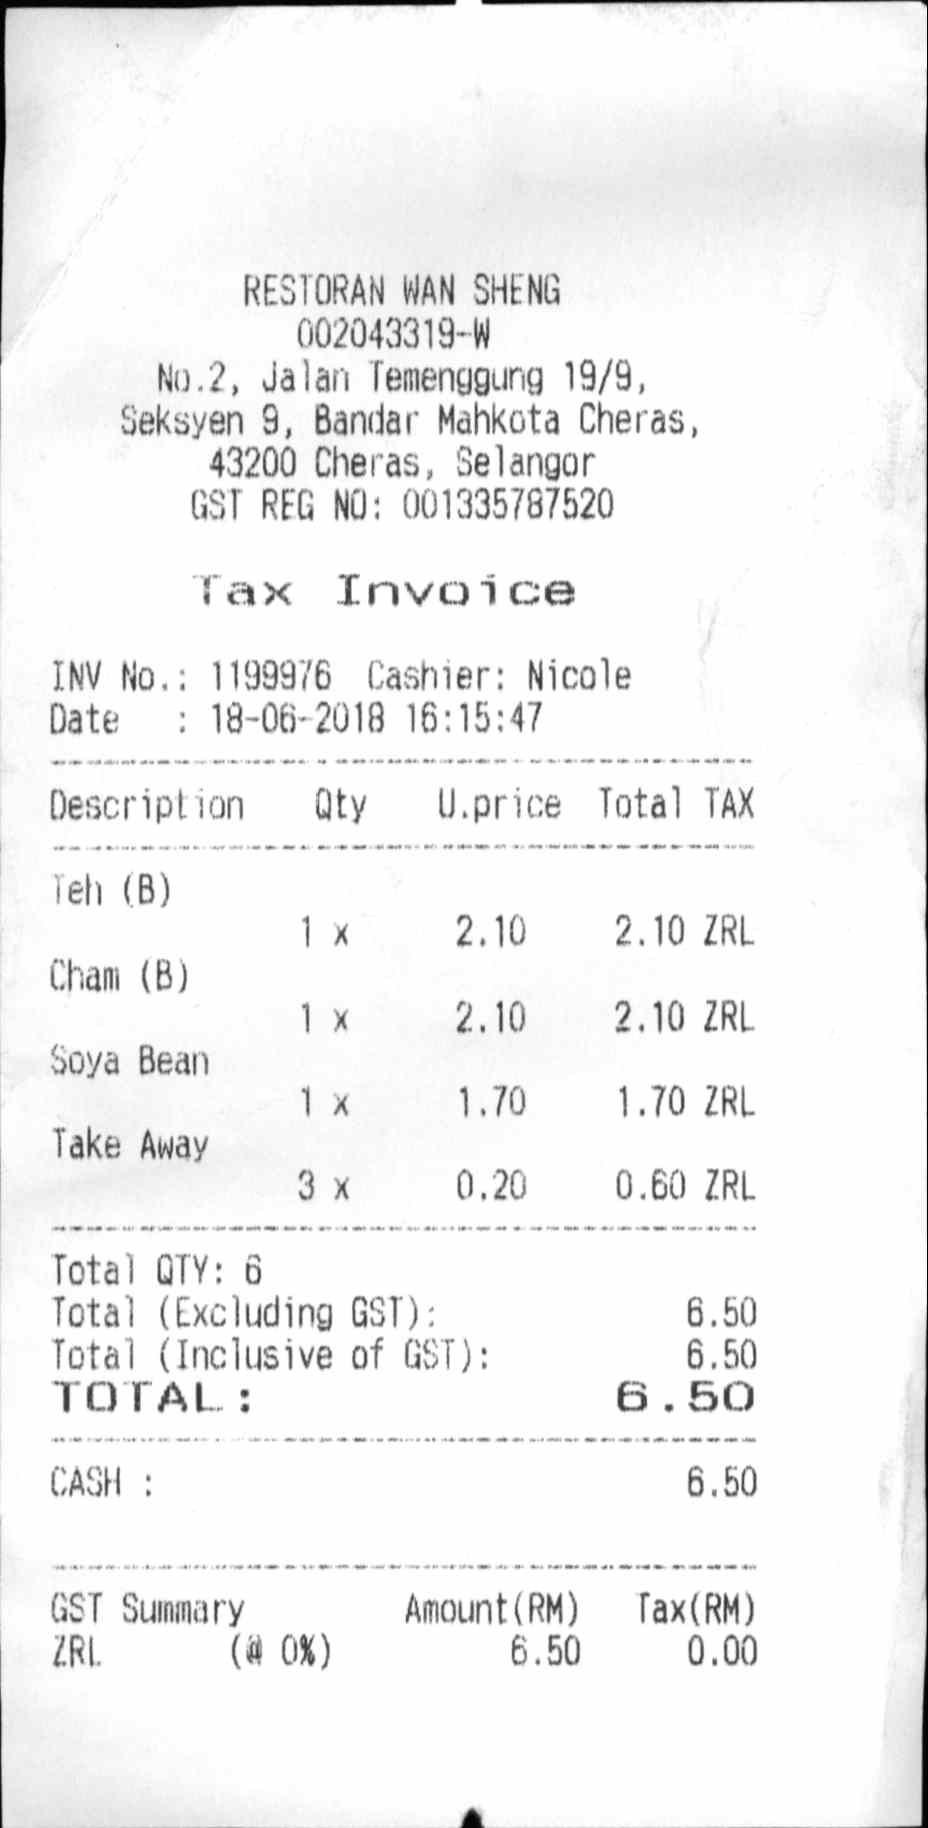 RESTORAN WAN SHENG
002043319-W
No.2, Jalan Temenggung 19/9,
Seksyen 9, Bandar Mahkota Cheras,
43200 Cheras, Selangor
GST REG NO: 001335787520
Tax Invoice
INV No.: 1199976 Cashier: Nicole
Date : 18-06-2018 16:15:47
Description Qty U.price Total TAX
Teh (B)
1 x 2.10 2.10 ZRL
Cham (B)
1 x 2.10 2.10 ZRL
Soya Bean
1 x 1.70 1.70 ZRL
Take Away
3 x 0.20 0.60 ZRL
Total QTY: 6
Total (Excluding GST): 6.50
Total (Inclusive of GST): 6.50
TOTAL: 6.50
CASH : 6.50
GST Summary Amount(RM) Tax(RM)
ZRL (@ 0%) 6.50 0.00